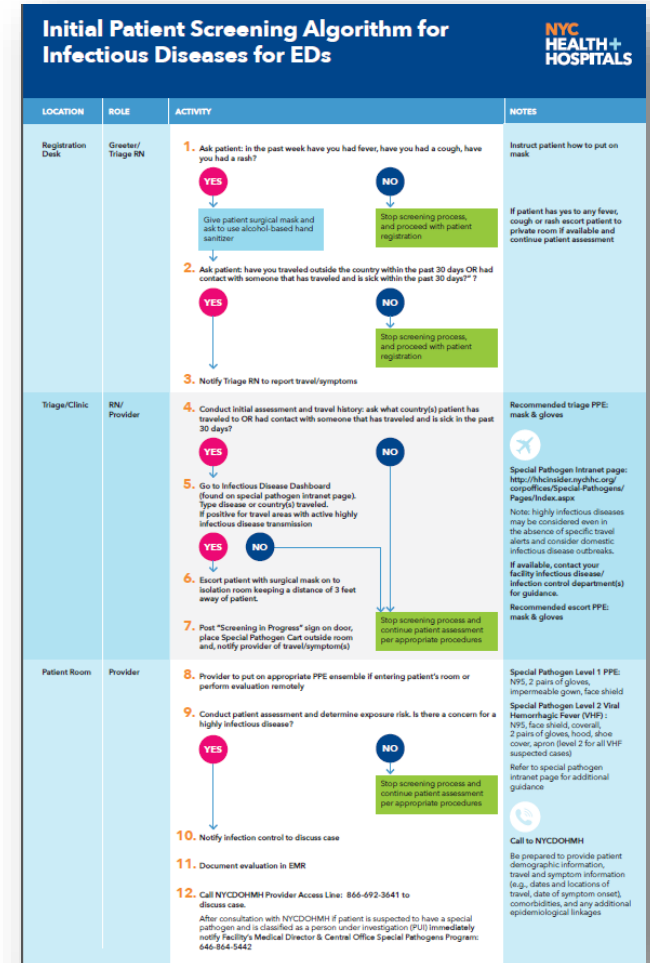 Initial Patient Screening Algorithm for
Infectious Diseases for EDs
NYC
HEALTH+
HOSPITALS
LOCATION
ROLE
ACTIVITY
NOTES
Registration
Desk
Greeter/
Triage RN
1. Ask patient: in the past week have you had fever, have you had a cough, have
you had a rash?
YES
NO
Give patient surgical mask and
ask to use alcohol-based hand
sanitizer
Stop screening process,
and proceed with patient
registration
2. Ask patient: have you traveled outside the country within the past 30 days OR had
contact with someone that has traveled and is sick within the past 30 days?" ?
YES
NO
Stop screening process,
and proceed with patient
registration
3. Notify Triage RN to report travel/symptoms
Instruct patient how to put on
mask
If patient has yes to any fever,
cough or rash escort patient to
private room if available and
continue patient assessment
Triage/Clinic
RN/
Provider
4. Conduct initial assessment and travel history: ask what country(s) patient has
traveled to OR had contact with someone that has traveled and is sick in the past
30 days?
YES
NO
5. Go to Infectious Disease Dashboard
(found on special pathogen intranet page).
Type disease or country(s) traveled.
If positive for travel areas with active highly
infectious disease transmission
YES
NO
6. Escort patient with surgical mask on to
isolation room keeping a distance of 3 feet
away of patient.
7. Post "Screening in Progress" sign on door,
place Special Pathogen Cart outside room
and, notify provider of travel/symptom(s)
Stop screening process and
continue patient assessment
per appropriate procedures
Recommended triage PPE:
mask & gloves
Special Pathogen Intranet page:
http://hhcinsider.nychhc.org/
corpoffices/Special-Pathogens/
Pages/Index.aspx
Note: highly infectious diseases
may be considered even in
the absence of specific travel
alerts and consider domestic
infectious disease outbreaks.
If available, contact your
facility infectious disease/
infection control department(s)
for guidance.
Recommended escort PPE:
mask & gloves
Patient Room
Provider
8. Provider to put on appropriate PPE ensemble if entering patient's room or
perform evaluation remotely
9. Conduct patient assessment and determine exposure risk. Is there a concern for a
highly infectious disease?
YES
NO
Stop screening process and
continue patient assessment
per appropriate procedures
10. Notify infection control to discuss case
11. Document evaluation in EMR
12. Call NYCDOHMH Provider Access Line: 866-692-3641 to
discuss case.
After consultation with NYCDOHMH if patient is suspected to have a special
pathogen and is classified as a person under investigation (PUI) Immediately
notify Facility's Medical Director & Central Office Special Pathogens Program:
646-864-5442
Special Pathogen Level 1 PPE:
N95, 2 pairs of gloves,
impermeable gown, face shield
Special Pathogen Level 2 Viral
Hemorrhagic Fever (VHF) :
N95, face shield, coverall,
2 pairs of gloves, hood, shoe
cover, apron (level 2 for all VHF
suspected cases)
Refer to special pathogen
intranet page for additional
guidance
Call to NYCDOHMH
Be prepared to provide patient
demographic information,
travel and symptom information
(e.g., dates and locations of
travel, date of symptom onset),
comorbidities, and any additional
epidemiological linkages